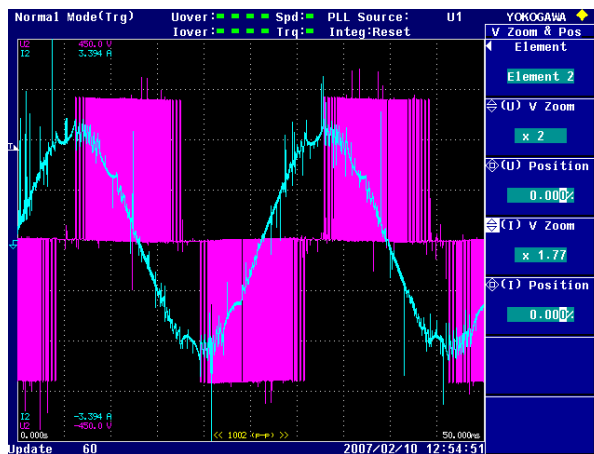 Normal Mode(Trg) Uover: Spd: PLL Source: U1 YOKOGAWA
Iover: Trq: Integ:Reset V Zoom & Pos
U2 450.0 V
I2 3.394 A
Element
Element 2
(U) V Zoom
x 2
(U) Position
0.000%
(I) V Zoom
x 1.77
(I) Position
0.000%
T
I2 -3.394 A
U2 -450.0 V
0.000s << 1002 (p-p) >> 50.000ms
Update 60 2007/02/10 12:54:51